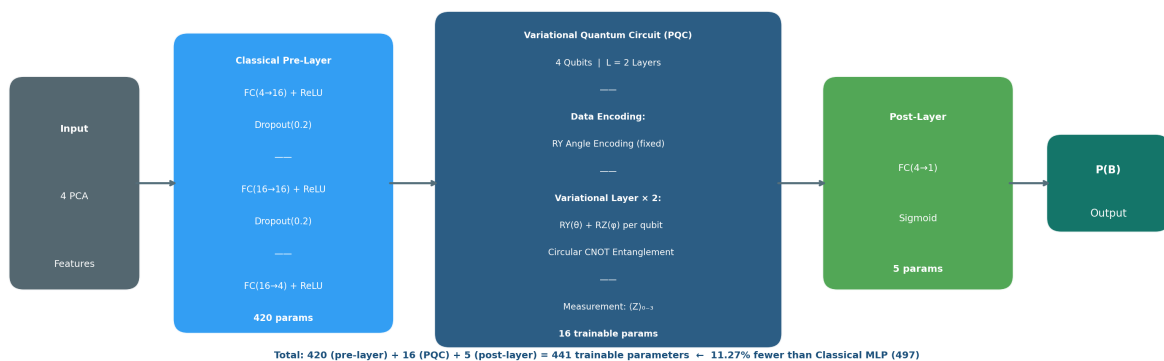 Input
4 PCA
Features
Classical Pre-Layer
FC(4→16) + ReLU
Dropout(0.2)
——
FC(16→16) + ReLU
Dropout(0.2)
——
FC(16→4) + ReLU
420 params
Variational Quantum Circuit (PQC)
4 Qubits | L = 2 Layers
——
Data Encoding:
RY Angle Encoding (fixed)
——
Variational Layer × 2:
RY(θ) + RZ(φ) per qubit
Circular CNOT Entanglement
——
Measurement: ⟨Z⟩₀₋₃
16 trainable params
Post-Layer
FC(4→1)
Sigmoid
5 params
P(B)
Output
Total: 420 (pre-layer) + 16 (PQC) + 5 (post-layer) = 441 trainable parameters ← 11.27% fewer than Classical MLP (497)